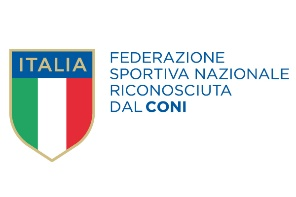 ITALIA
FEDERAZIONE
SPORTIVA NAZIONALE
RICONOSCIUTA
DAL CONI